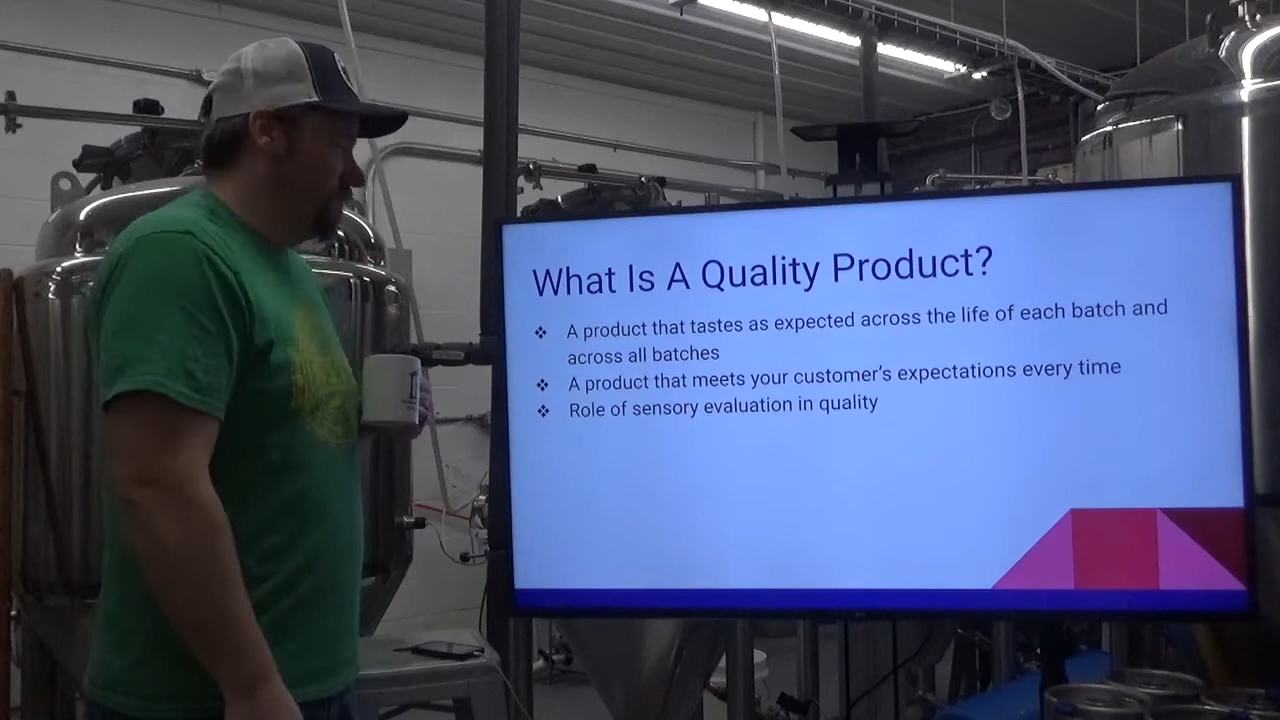 What Is A Quality Product?
❖ A product that tastes as expected across the life of each batch and
across all batches
❖ A product that meets your customer's expectations every time
❖ Role of sensory evaluation in quality